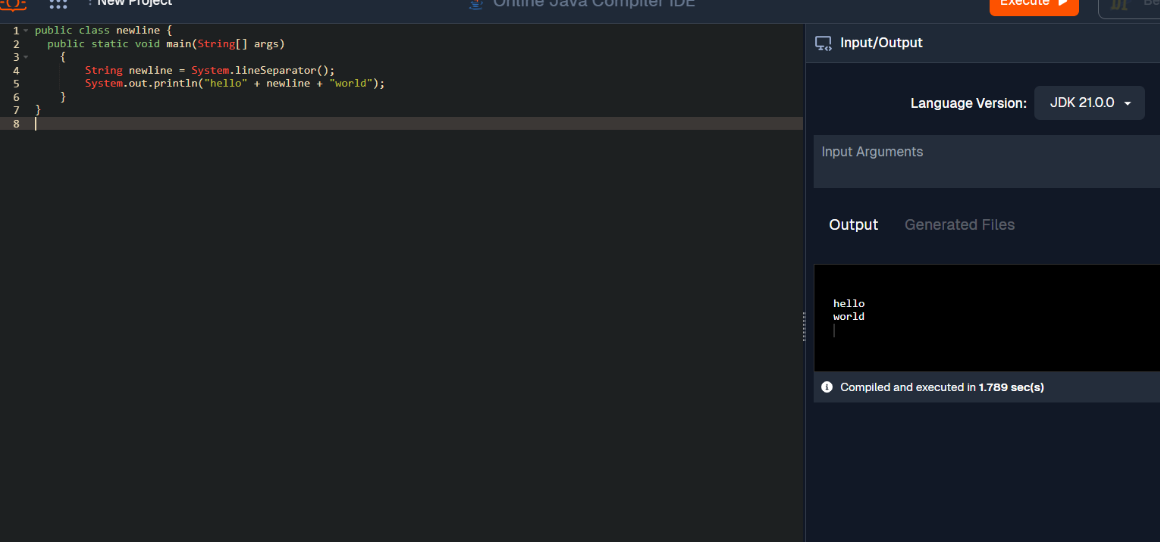 New Project
Online Java Compiler IDE
Execute
1 public class newline {
2 public static void main(String[] args)
3 {
4 String newline = System.lineSeparator();
5 System.out.println("hello" + newline + "world");
6 }
7 }
8
Input/Output
Language Version: JDK 21.0.0
Input Arguments
Output Generated Files
hello
world
Compiled and executed in 1.789 sec(s)